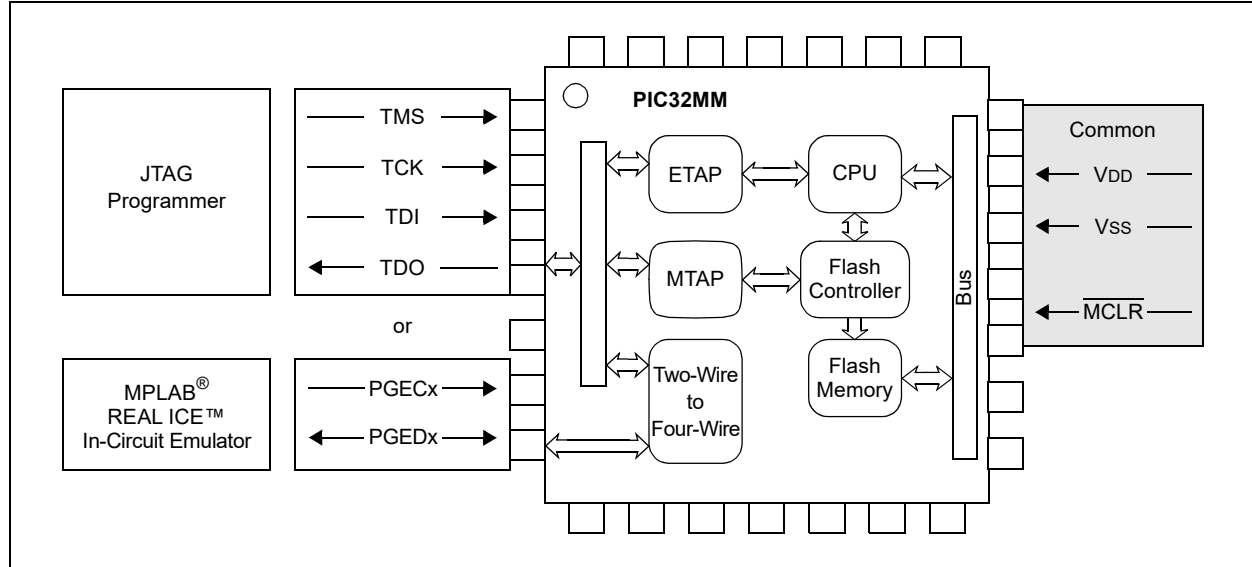 PIC32MM
JTAG
Programmer
TMS
TCK
TDI
TDO
or
MPLAB®
REAL ICE™
In-Circuit Emulator
PGECx
PGEDx
ETAP
CPU
MTAP
Flash
Controller
Two-Wire
to
Four-Wire
Flash
Memory
Bus
Common
VDD
VSS
MCLR